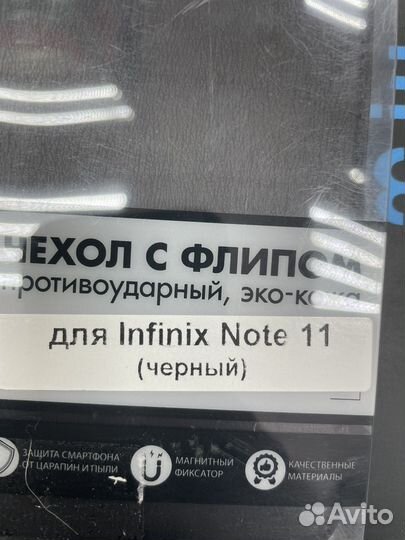 ЧЕХОЛ С ФЛИПОМ
противоударный, эко-кожа
для Infinix Note 11
(черный)
ЗАЩИТА СМАРТФОНА
ОТ ЦАРАПИН И ПЫЛИ
МАГНИТНЫЙ
ФИКСАТОР
КАЧЕСТВЕННЫЕ
МАТЕРИАЛЫ
Avito